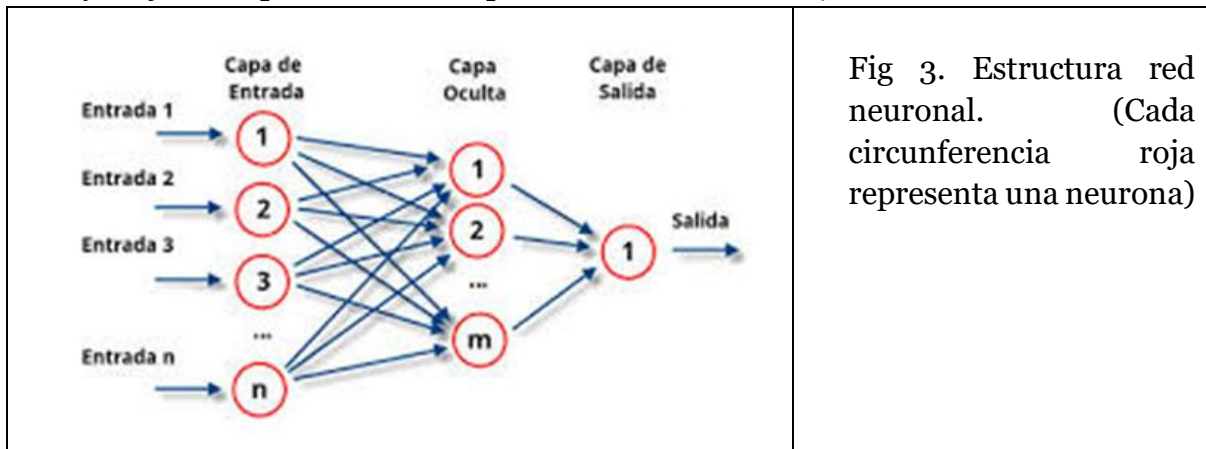 Capa de
Entrada
Capa
Oculta
Capa de
Salida
Entrada 1
1
Entrada 2
2
Entrada 3
3
...
Entrada n
n
1
2
...
m
1
Salida
Fig 3. Estructura red
neuronal. (Cada
circunferencia roja
representa una neurona)